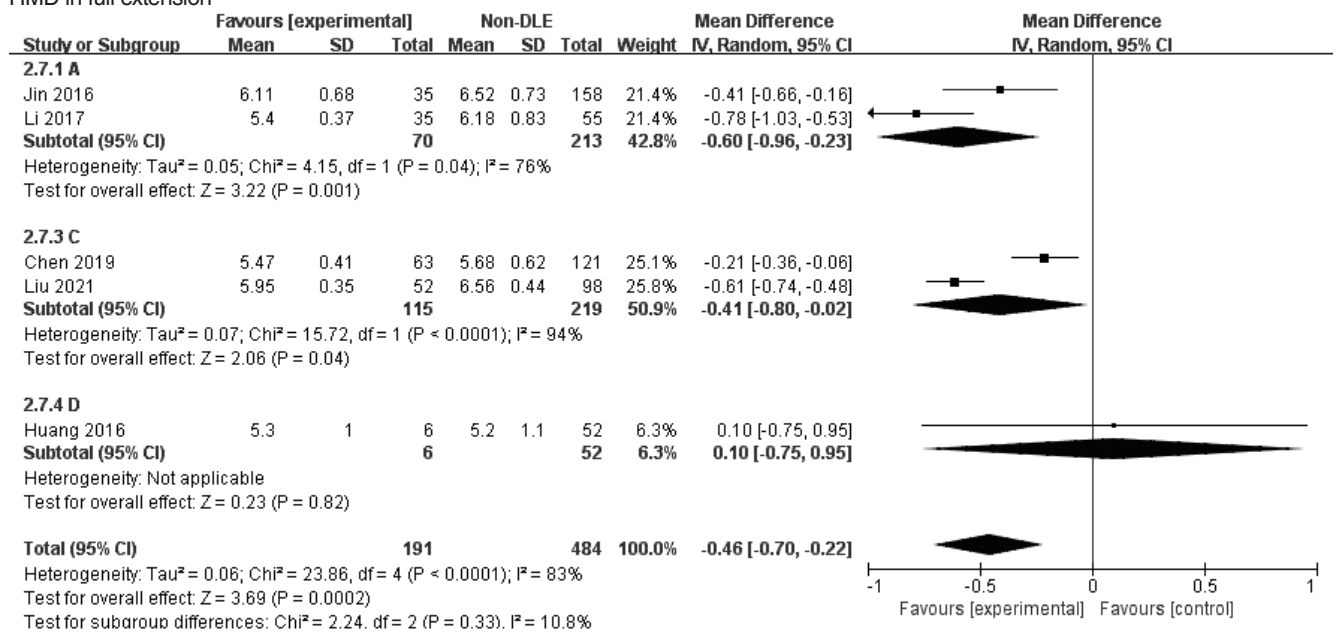 HMD in full extension
Favours [experimental] Non-DLE Mean Difference Mean Difference
Study or Subgroup Mean SD Total Mean SD Total Weight IV, Random, 95% CI IV, Random, 95% CI
2.7.1 A
Jin 2016 6.11 0.68 35 6.52 0.73 158 21.4% -0.41 [-0.66, -0.16]
Li 2017 5.4 0.37 35 6.18 0.83 55 21.4% -0.78 [-1.03, -0.53]
Subtotal (95% CI) 70 213 42.8% -0.60 [-0.96, -0.23]
Heterogeneity: Tau² = 0.05; Chi² = 4.15, df = 1 (P = 0.04); I² = 76%
Test for overall effect: Z = 3.22 (P = 0.001)
2.7.3 C
Chen 2019 5.47 0.41 63 5.68 0.62 121 25.1% -0.21 [-0.36, -0.06]
Liu 2021 5.95 0.35 52 6.56 0.44 98 25.8% -0.61 [-0.74, -0.48]
Subtotal (95% CI) 115 219 50.9% -0.41 [-0.80, -0.02]
Heterogeneity: Tau² = 0.07; Chi² = 15.72, df = 1 (P < 0.0001); I² = 94%
Test for overall effect: Z = 2.06 (P = 0.04)
2.7.4 D
Huang 2016 5.3 1 6 5.2 1.1 52 6.3% 0.10 [-0.75, 0.95]
Subtotal (95% CI) 6 52 6.3% 0.10 [-0.75, 0.95]
Heterogeneity: Not applicable
Test for overall effect: Z = 0.23 (P = 0.82)
Total (95% CI) 191 484 100.0% -0.46 [-0.70, -0.22]
Heterogeneity: Tau² = 0.06; Chi² = 23.86, df = 4 (P < 0.0001); I² = 83%
Test for overall effect: Z = 3.69 (P = 0.0002)
Test for subgroup differences: Chi² = 2.24, df = 2 (P = 0.33), I² = 10.8%
-1 -0.5 0 0.5 1
Favours [experimental] Favours [control]